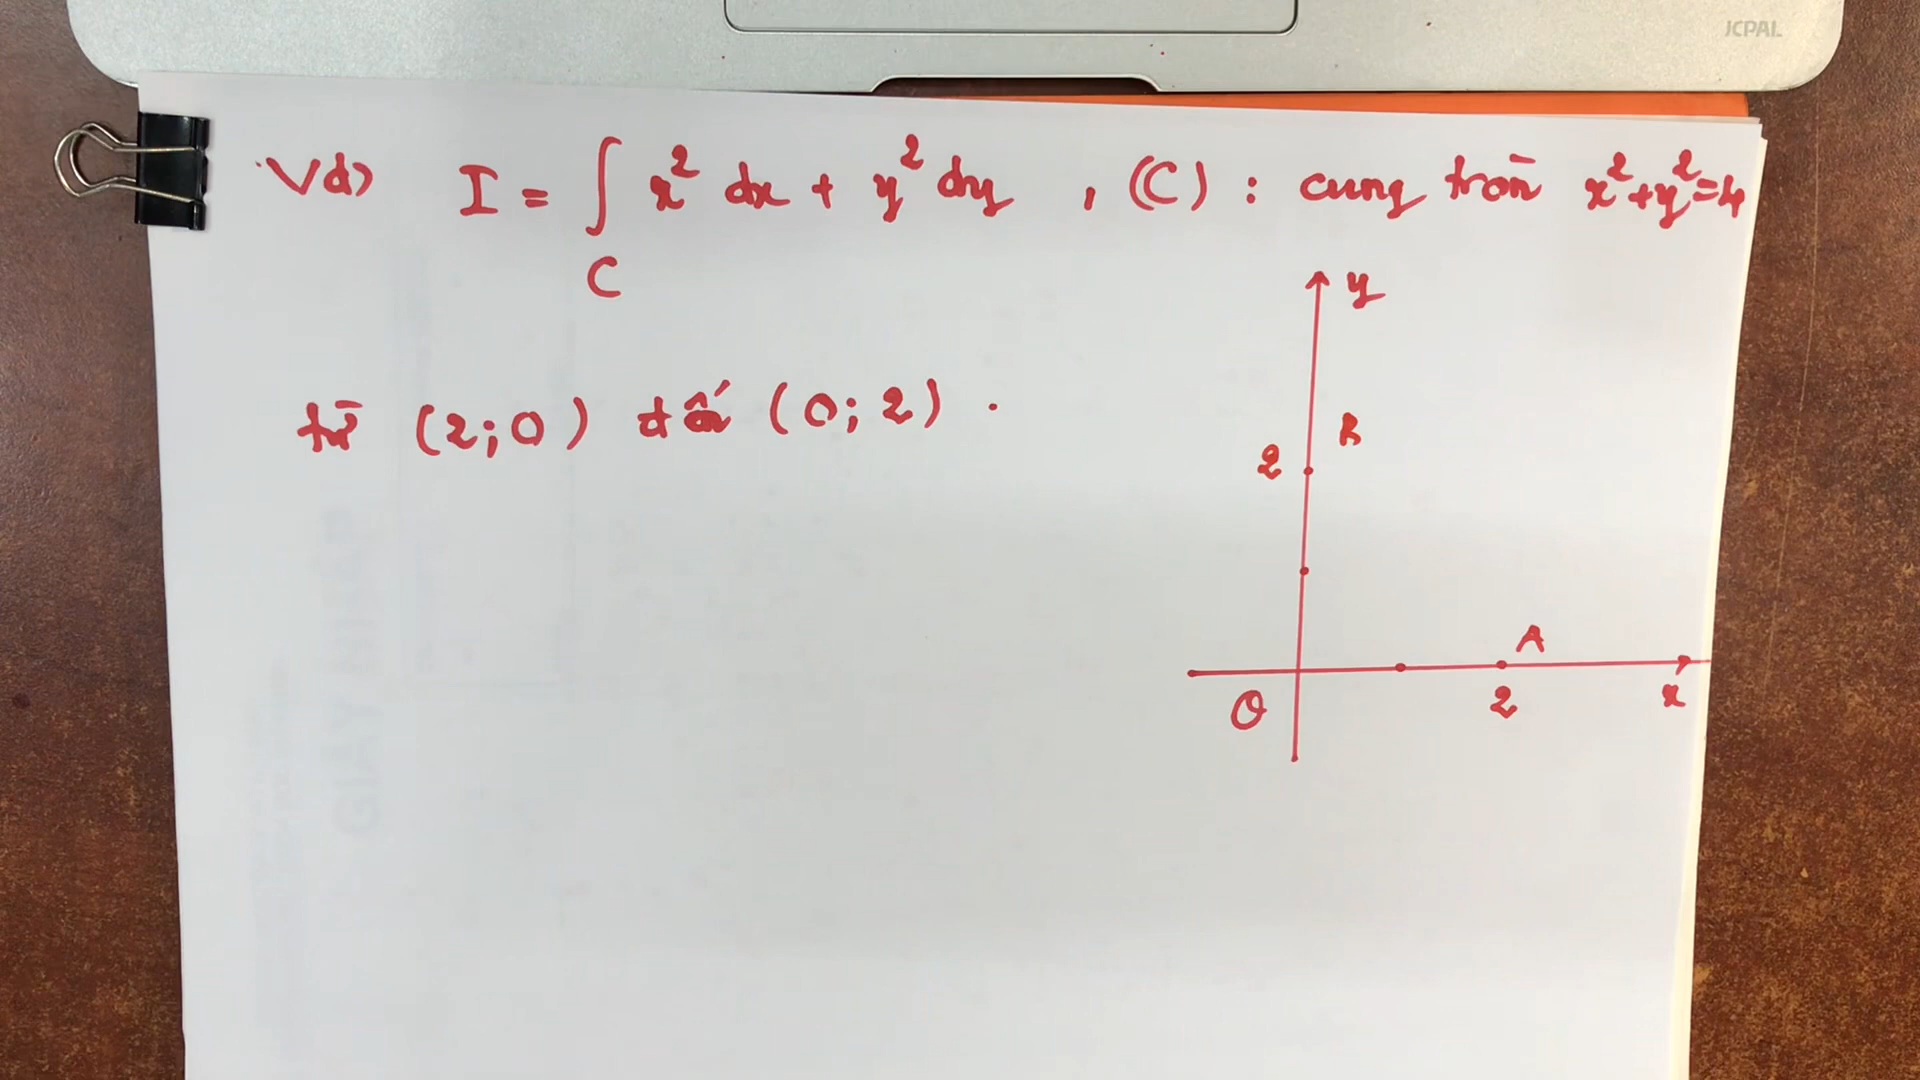 JCPAL
Vd) I = ∫_C x² dx + y² dy , (C) : cung tròn x² + y² = 4
từ (2;0) đến (0;2) .
y
B
2
A
O
2
x